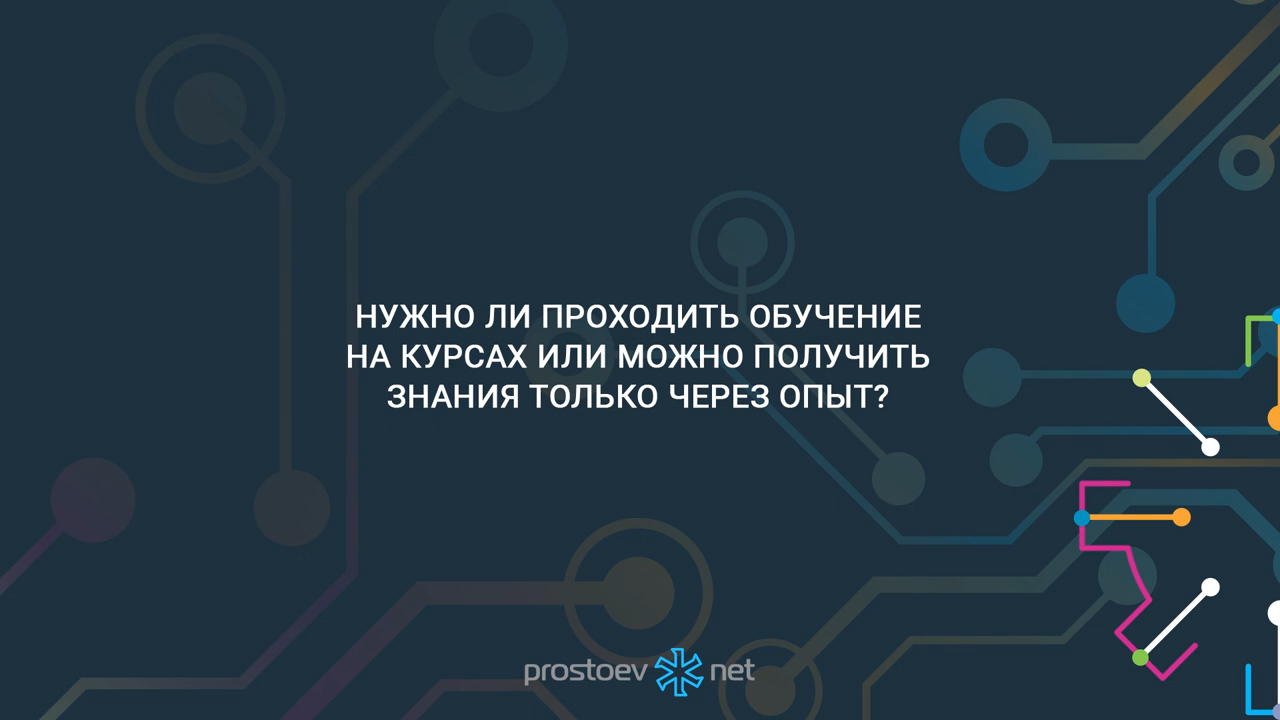 НУЖНО ЛИ ПРОХОДИТЬ ОБУЧЕНИЕ
НА КУРСАХ ИЛИ МОЖНО ПОЛУЧИТЬ
ЗНАНИЯ ТОЛЬКО ЧЕРЕЗ ОПЫТ?
prostoev net